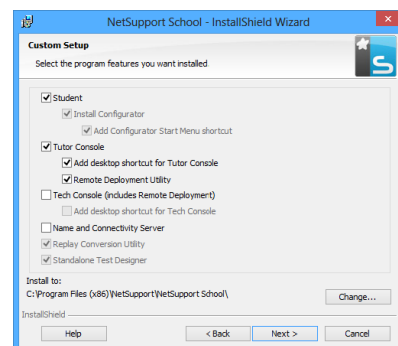 NetSupport School - InstallShield Wizard
Custom Setup
Select the program features you want installed.
S
Student
Install Configurator
Add Configurator Start Menu shortcut
Tutor Console
Add desktop shortcut for Tutor Console
Remote Deployment Utility
Tech Console (includes Remote Deployment)
Add desktop shortcut for Tech Console
Name and Connectivity Server
Replay Conversion Utility
Standalone Test Designer
Install to:
C:\Program Files (x86)\NetSupport\NetSupport School\
Change...
InstallShield
Help < Back Next > Cancel